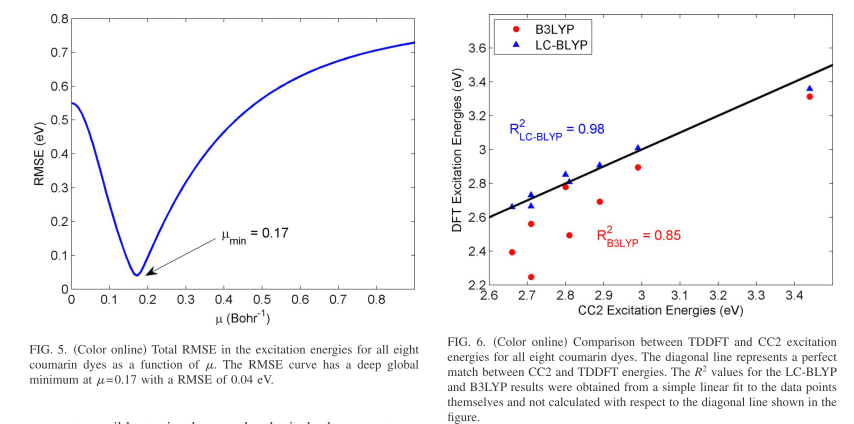 0.8
0.7
0.6
0.5
0.4
0.3
0.2
0.1
0
RMSE (eV)
μmin = 0.17
0 0.1 0.2 0.3 0.4 0.5 0.6 0.7 0.8
μ (Bohr-1)
FIG. 5. (Color online) Total RMSE in the excitation energies for all eight
coumarin dyes as a function of μ. The RMSE curve has a deep global
minimum at μ=0.17 with a RMSE of 0.04 eV.
B3LYP
LC-BLYP
3.6
3.4
3.2
3
2.8
2.6
2.4
2.2
DFT Excitation Energies (eV)
R2LC-BLYP = 0.98
R2B3LYP = 0.85
2.6 2.7 2.8 2.9 3 3.1 3.2 3.3 3.4
CC2 Excitation Energies (eV)
FIG. 6. (Color online) Comparison between TDDFT and CC2 excitation
energies for all eight coumarin dyes. The diagonal line represents a perfect
match between CC2 and TDDFT energies. The R2 values for the LC-BLYP
and B3LYP results were obtained from a simple linear fit to the data points
themselves and not calculated with respect to the diagonal line shown in the
figure.